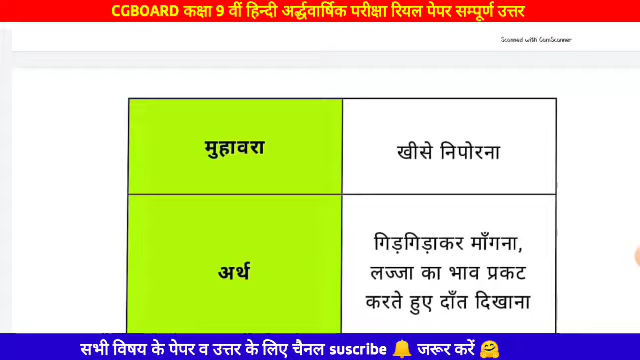 CGBOARD कक्षा 9 वीं हिन्दी अर्द्धवार्षिक परीक्षा रियल पेपर सम्पूर्ण उत्तर
Scanned with CamScanner
मुहावरा
खीसे निपोरना
अर्थ
गिड़गिड़ाकर माँगना,
लज्जा का भाव प्रकट
करते हुए दाँत दिखाना
सभी विषय के पेपर व उत्तर के लिए चैनल suscribe 🔔 जरूर करें 🤗